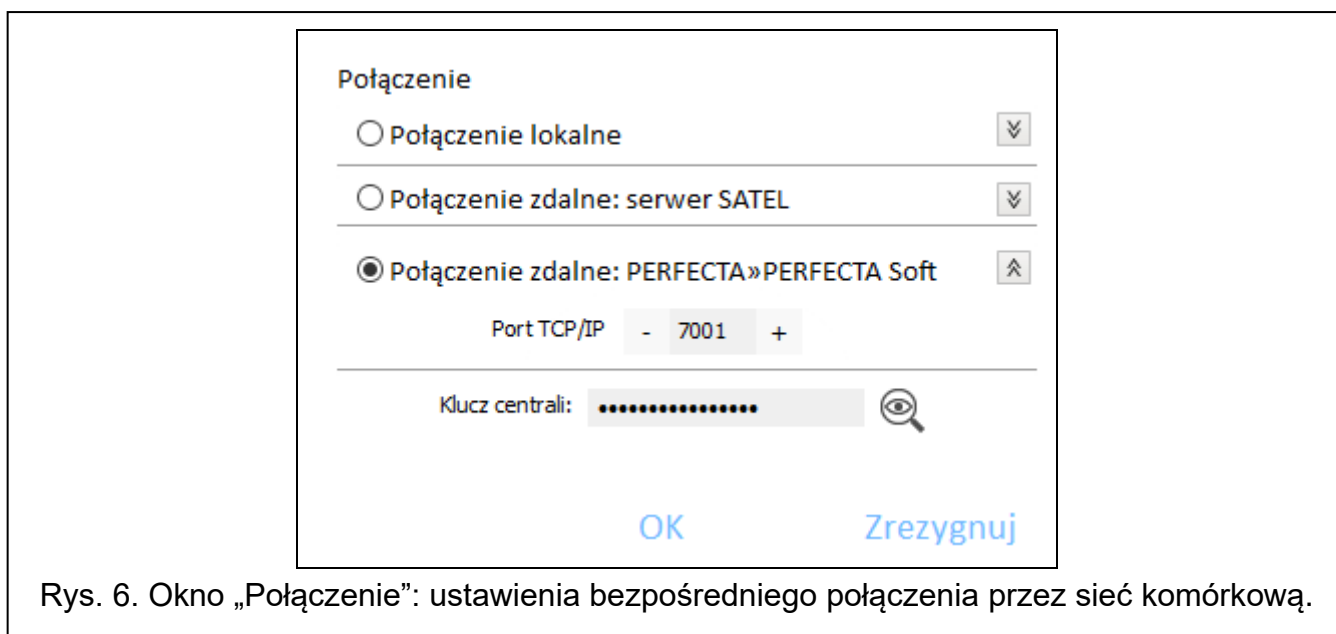 Połączenie
Połączenie lokalne
Połączenie zdalne: serwer SATEL
Połączenie zdalne: PERFECTA»PERFECTA Soft
Port TCP/IP - 7001 +
Klucz centrali: ••••••••••••••••
OK Zrezygnuj
Rys. 6. Okno „Połączenie”: ustawienia bezpośredniego połączenia przez sieć komórkową.